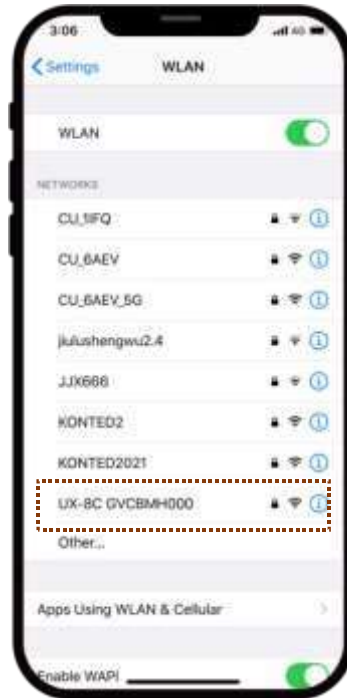 3:06 4G
Settings WLAN
WLAN
NETWORKS
CU_1IFQ
CU_6AEV
CU_6AEV_5G
jiulushengwu2.4
JJX666
KONTED2
KONTED2021
UX-8C GVCBMH000
Other...
Apps Using WLAN & Cellular
Enable WAPI